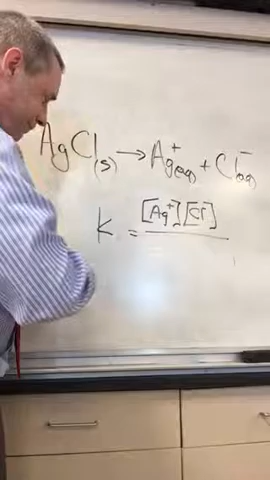 AgCl(s) → Ag⁺(aq) + Cl⁻(aq)
K = [Ag⁺][Cl⁻]